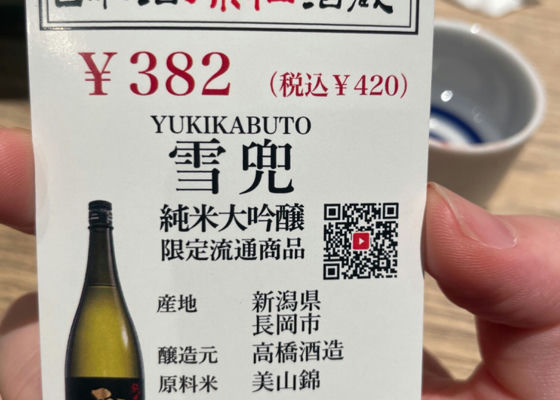 ￥382 (税込￥420)
YUKIKABUTO
雪兜
純米大吟醸
限定流通商品
産地 新潟県
長岡市
醸造元 高橋酒造
原料米 美山錦